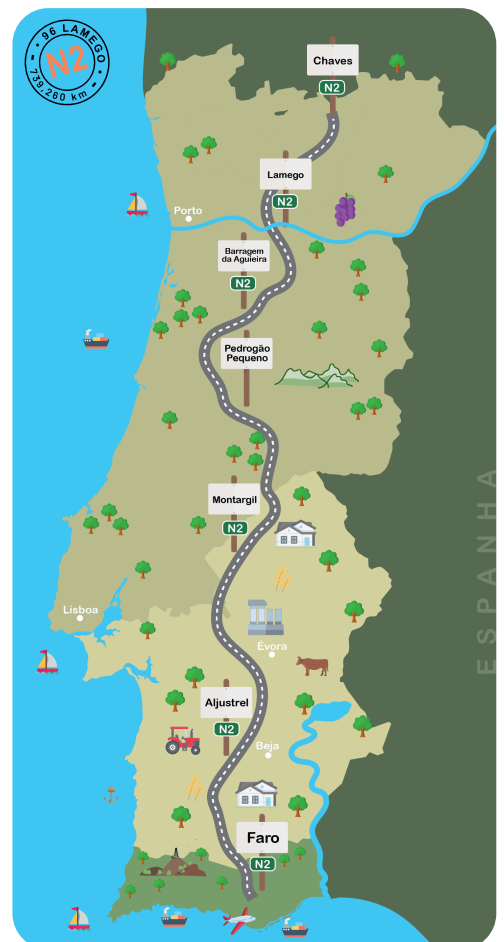 • 96 LAMEGO •
N2
739,260 km
Chaves
N2
Lamego
N2
Porto
Barragem
da Aguieira
N2
Pedrogão
Pequeno
Montargil
N2
ESPANHA
Lisboa
Évora
Aljustrel
N2
Beja
Faro
N2